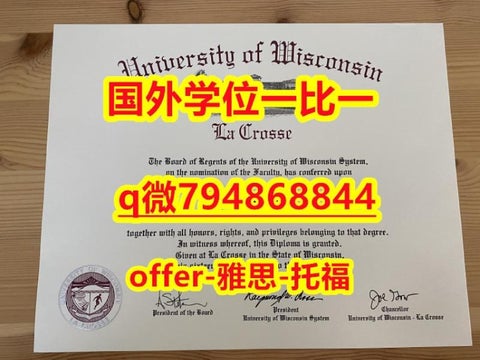 University of Wisconsin
国外学位一比一
La Crosse
The Board of Regents of the University of Wisconsin System,
on the nomination of the Faculty, has conferred upon
q微794868844
together with all honors, rights, and privileges belonging to that degree.
In witness whereof, this Diploma is granted.
Given at La Crosse in the State of Wisconsin,
offer-雅思-托福
President of the Board
President
University of Wisconsin System
Chancellor
University of Wisconsin - La Crosse